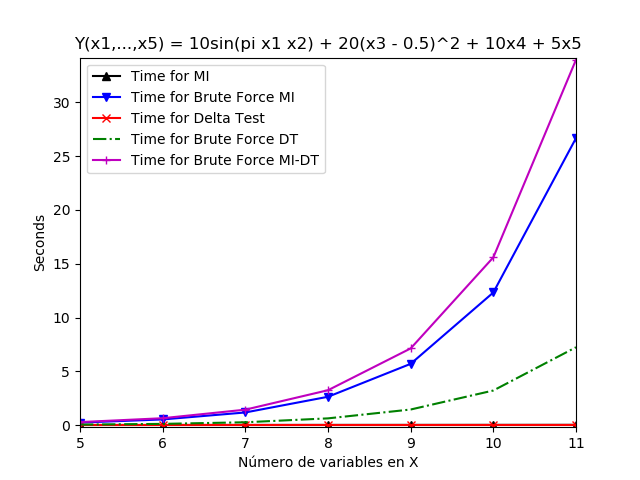 Y(x1,...,x5) = 10sin(pi x1 x2) + 20(x3 - 0.5)^2 + 10x4 + 5x5
Time for MI
Time for Brute Force MI
Time for Delta Test
Time for Brute Force DT
Time for Brute Force MI-DT
30
25
20
15
10
5
0
Seconds
5 6 7 8 9 10 11
Número de variables en X